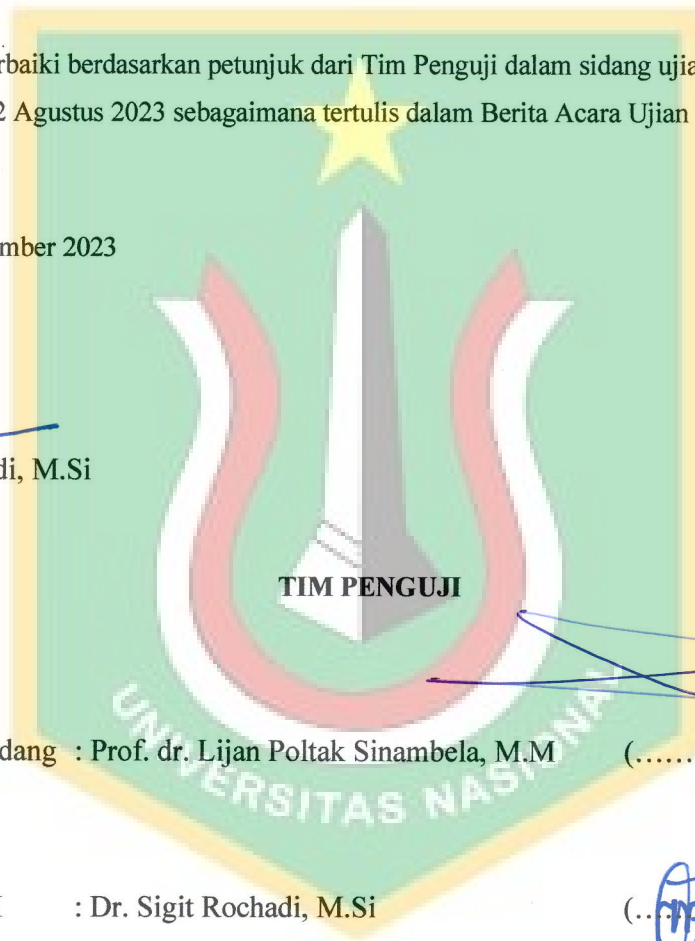 rbaiki berdasarkan petunjuk dari Tim Penguji dalam sidang ujia
2 Agustus 2023 sebagaimana tertulis dalam Berita Acara Ujian
mber 2023
di, M.Si
TIM PENGUJI
dang : Prof. dr. Lijan Poltak Sinambela, M.M (......
: Dr. Sigit Rochadi, M.Si (....
UNIVERSITAS NASIONAL